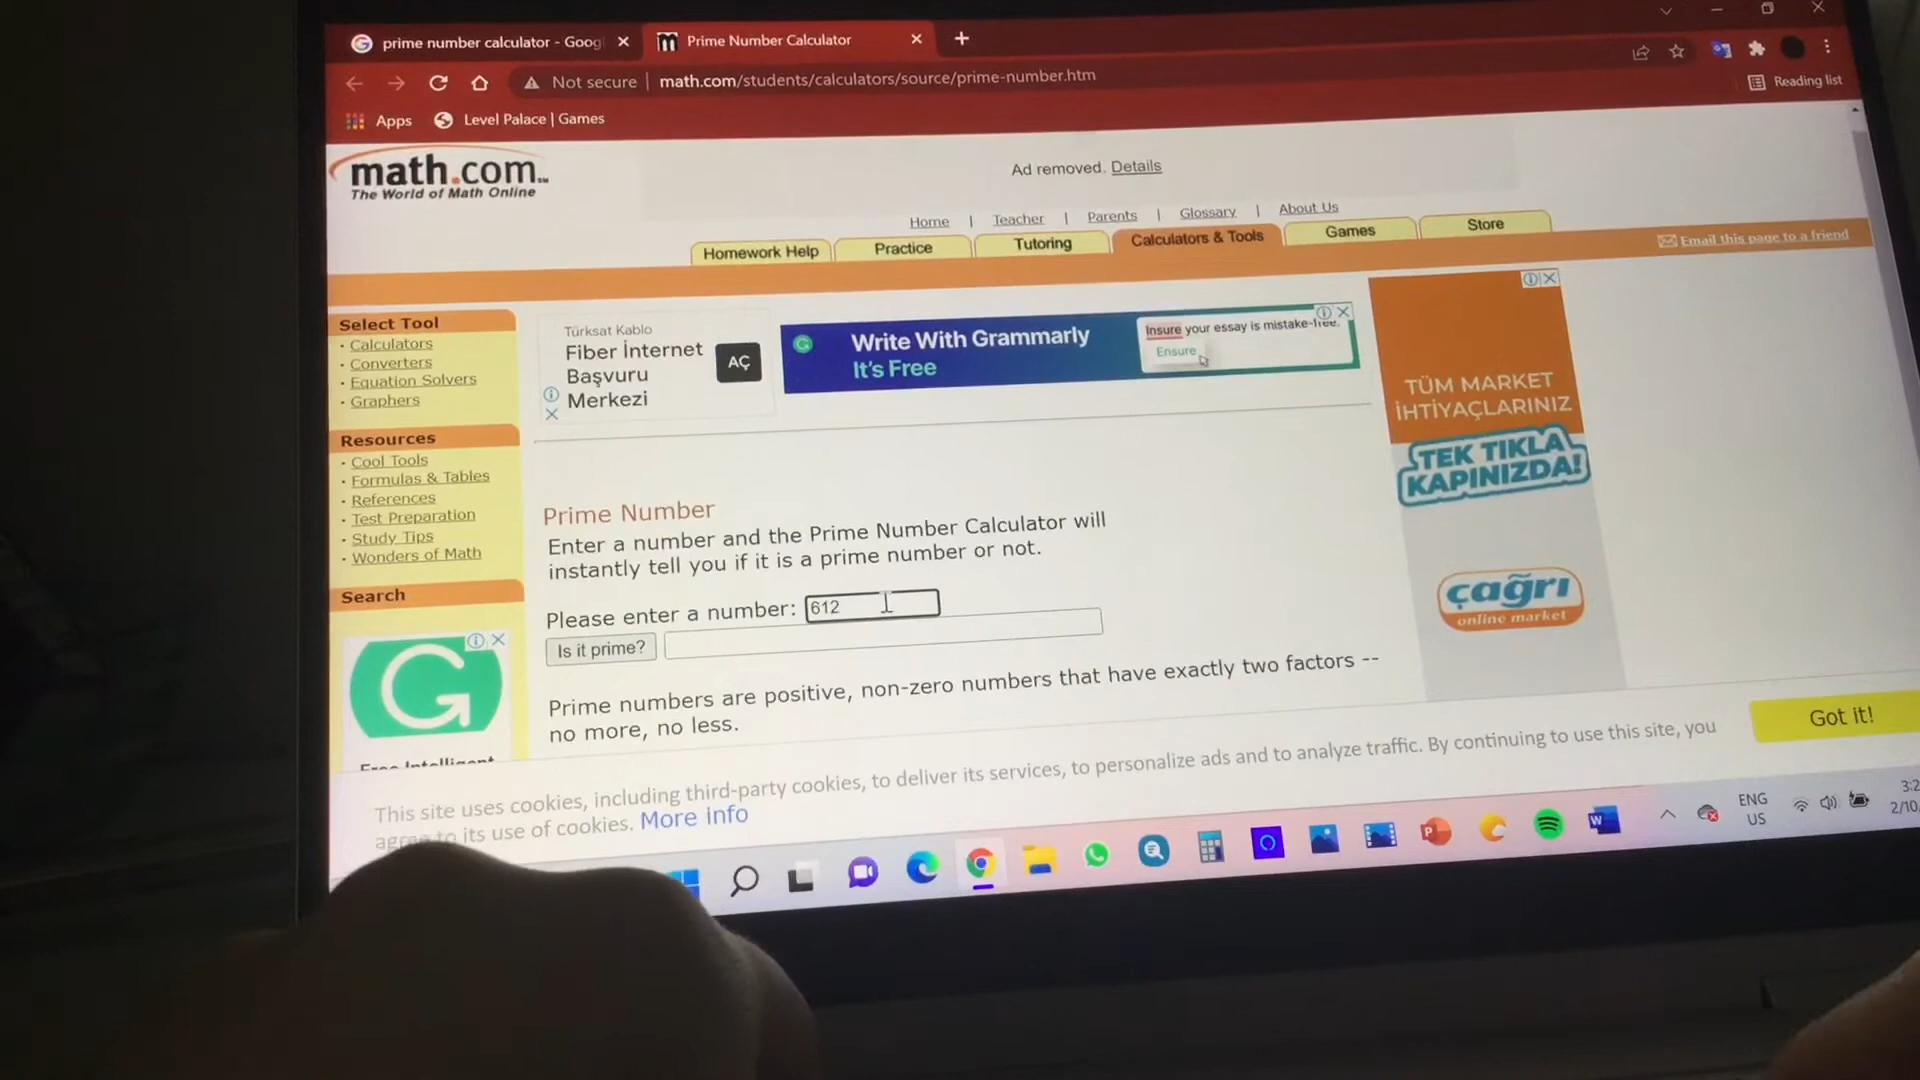 prime number calculator - Goog
Prime Number Calculator
Not secure
math.com/students/calculators/source/prime-number.htm
Reading list
Apps
Level Palace | Games
math.com
The World of Math Online
Ad removed. Details
Home | Teacher | Parents | Glossary | About Us
Homework Help
Practice
Tutoring
Calculators & Tools
Games
Store
Email this page to a friend
Select Tool
· Calculators
· Converters
· Equation Solvers
· Graphers
Resources
· Cool Tools
· Formulas & Tables
· References
· Test Preparation
· Study Tips
· Wonders of Math
Search
Türksat Kablo
Fiber İnternet
Başvuru
Merkezi
AÇ
Write With Grammarly
It's Free
Insure your essay is mistake-free.
Ensure
TÜM MARKET
İHTİYAÇLARINIZ
TEK TIKLA
KAPINIZDA!
çağrı
online market
Prime Number
Enter a number and the Prime Number Calculator will
instantly tell you if it is a prime number or not.
Please enter a number: 612
Is it prime?
Prime numbers are positive, non-zero numbers that have exactly two factors --
no more, no less.
This site uses cookies, including third-party cookies, to deliver its services, to personalize ads and to analyze traffic. By continuing to use this site, you
agree to its use of cookies. More info
Got it!
ENG
US
3:2
2/10